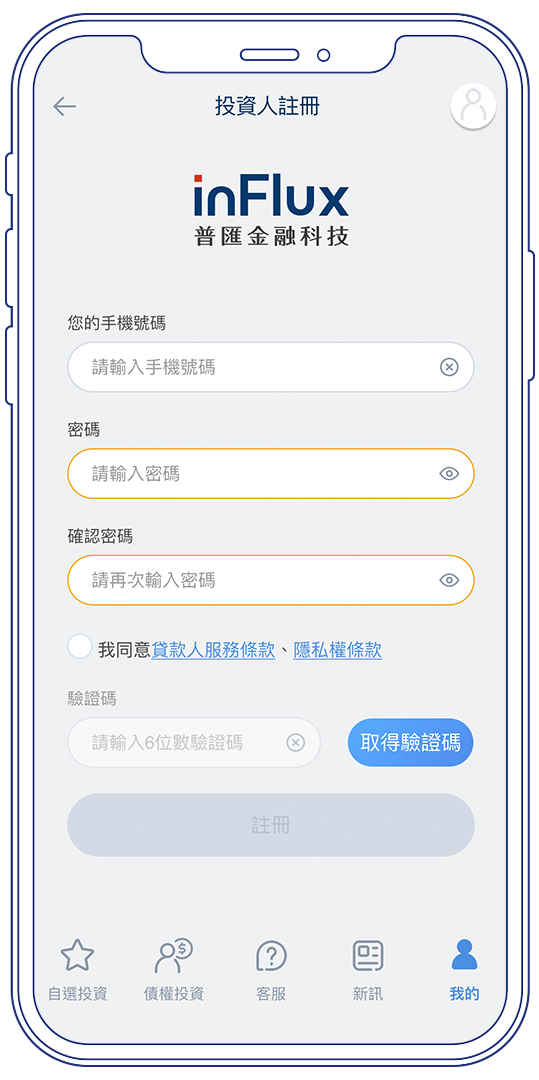 投資人註冊
inFlux
普匯金融科技
您的手機號碼
請輸入手機號碼
密碼
請輸入密碼
確認密碼
請再次輸入密碼
我同意貸款人服務條款、隱私權條款
驗證碼
請輸入6位數驗證碼
取得驗證碼
註冊
自選投資 債權投資 客服 新訊 我的